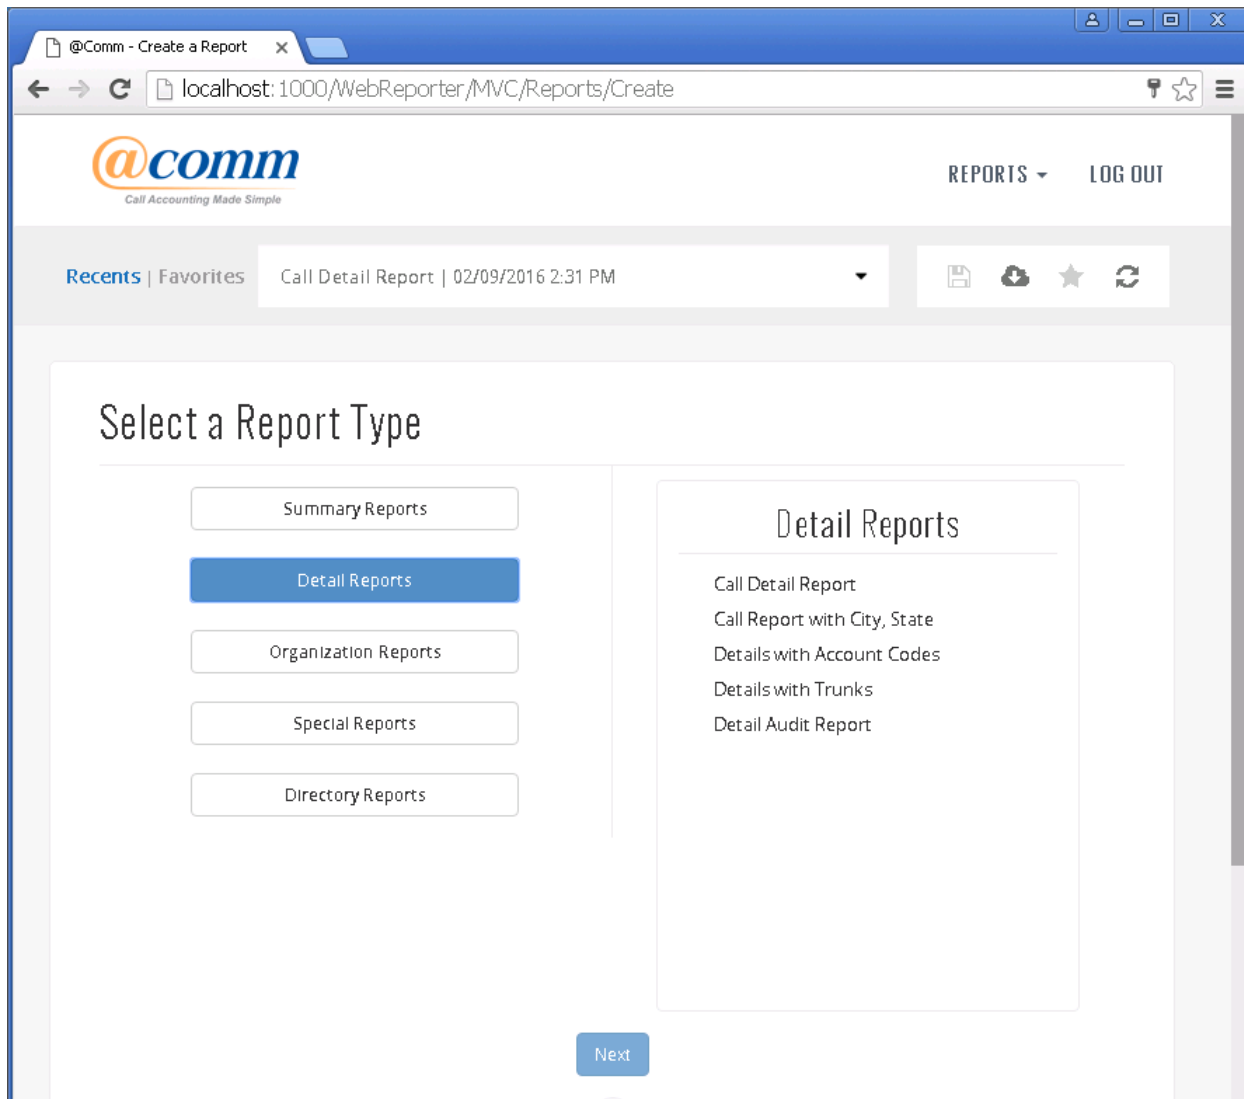 @Comm - Create a Report
localhost:1000/WebReporter/MVC/Reports/Create
@comm
Call Accounting Made Simple
REPORTS
LOG OUT
Recents | Favorites
Call Detail Report | 02/09/2016 2:31 PM
Select a Report Type
Summary Reports
Detail Reports
Organization Reports
Special Reports
Directory Reports
Detail Reports
Call Detail Report
Call Report with City, State
Details with Account Codes
Details with Trunks
Detail Audit Report
Next